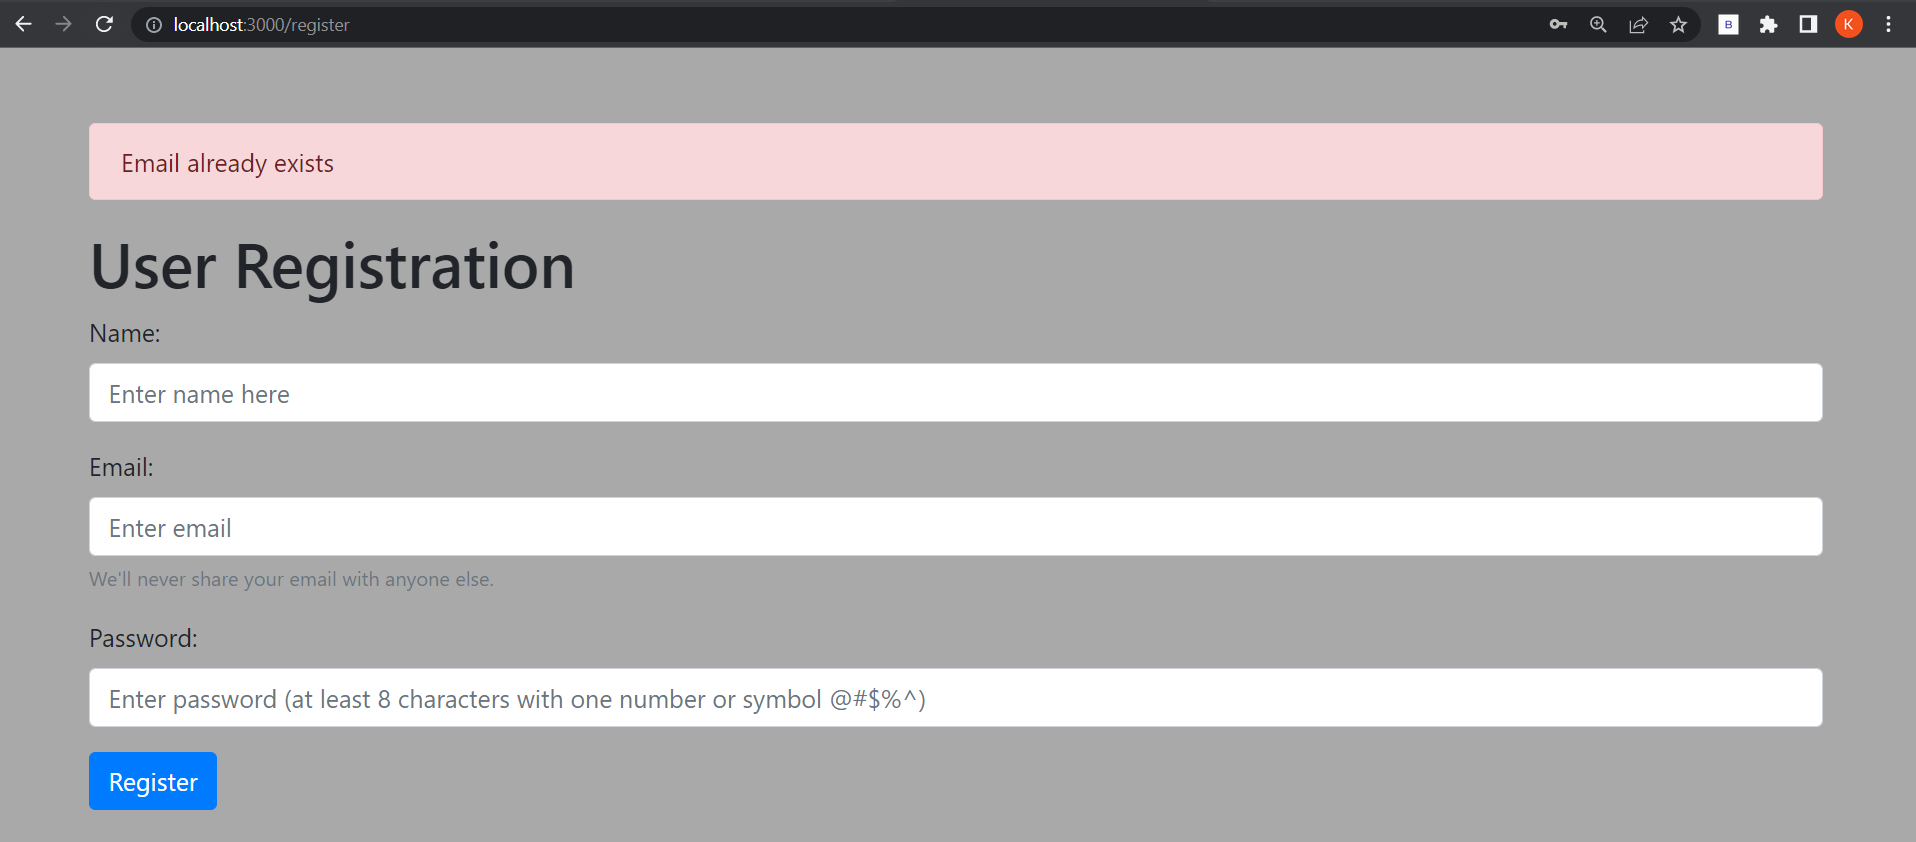 localhost:3000/register
B
K
Email already exists
User Registration
Name:
Enter name here
Email:
Enter email
We'll never share your email with anyone else.
Password:
Enter password (at least 8 characters with one number or symbol @#$%^)
Register